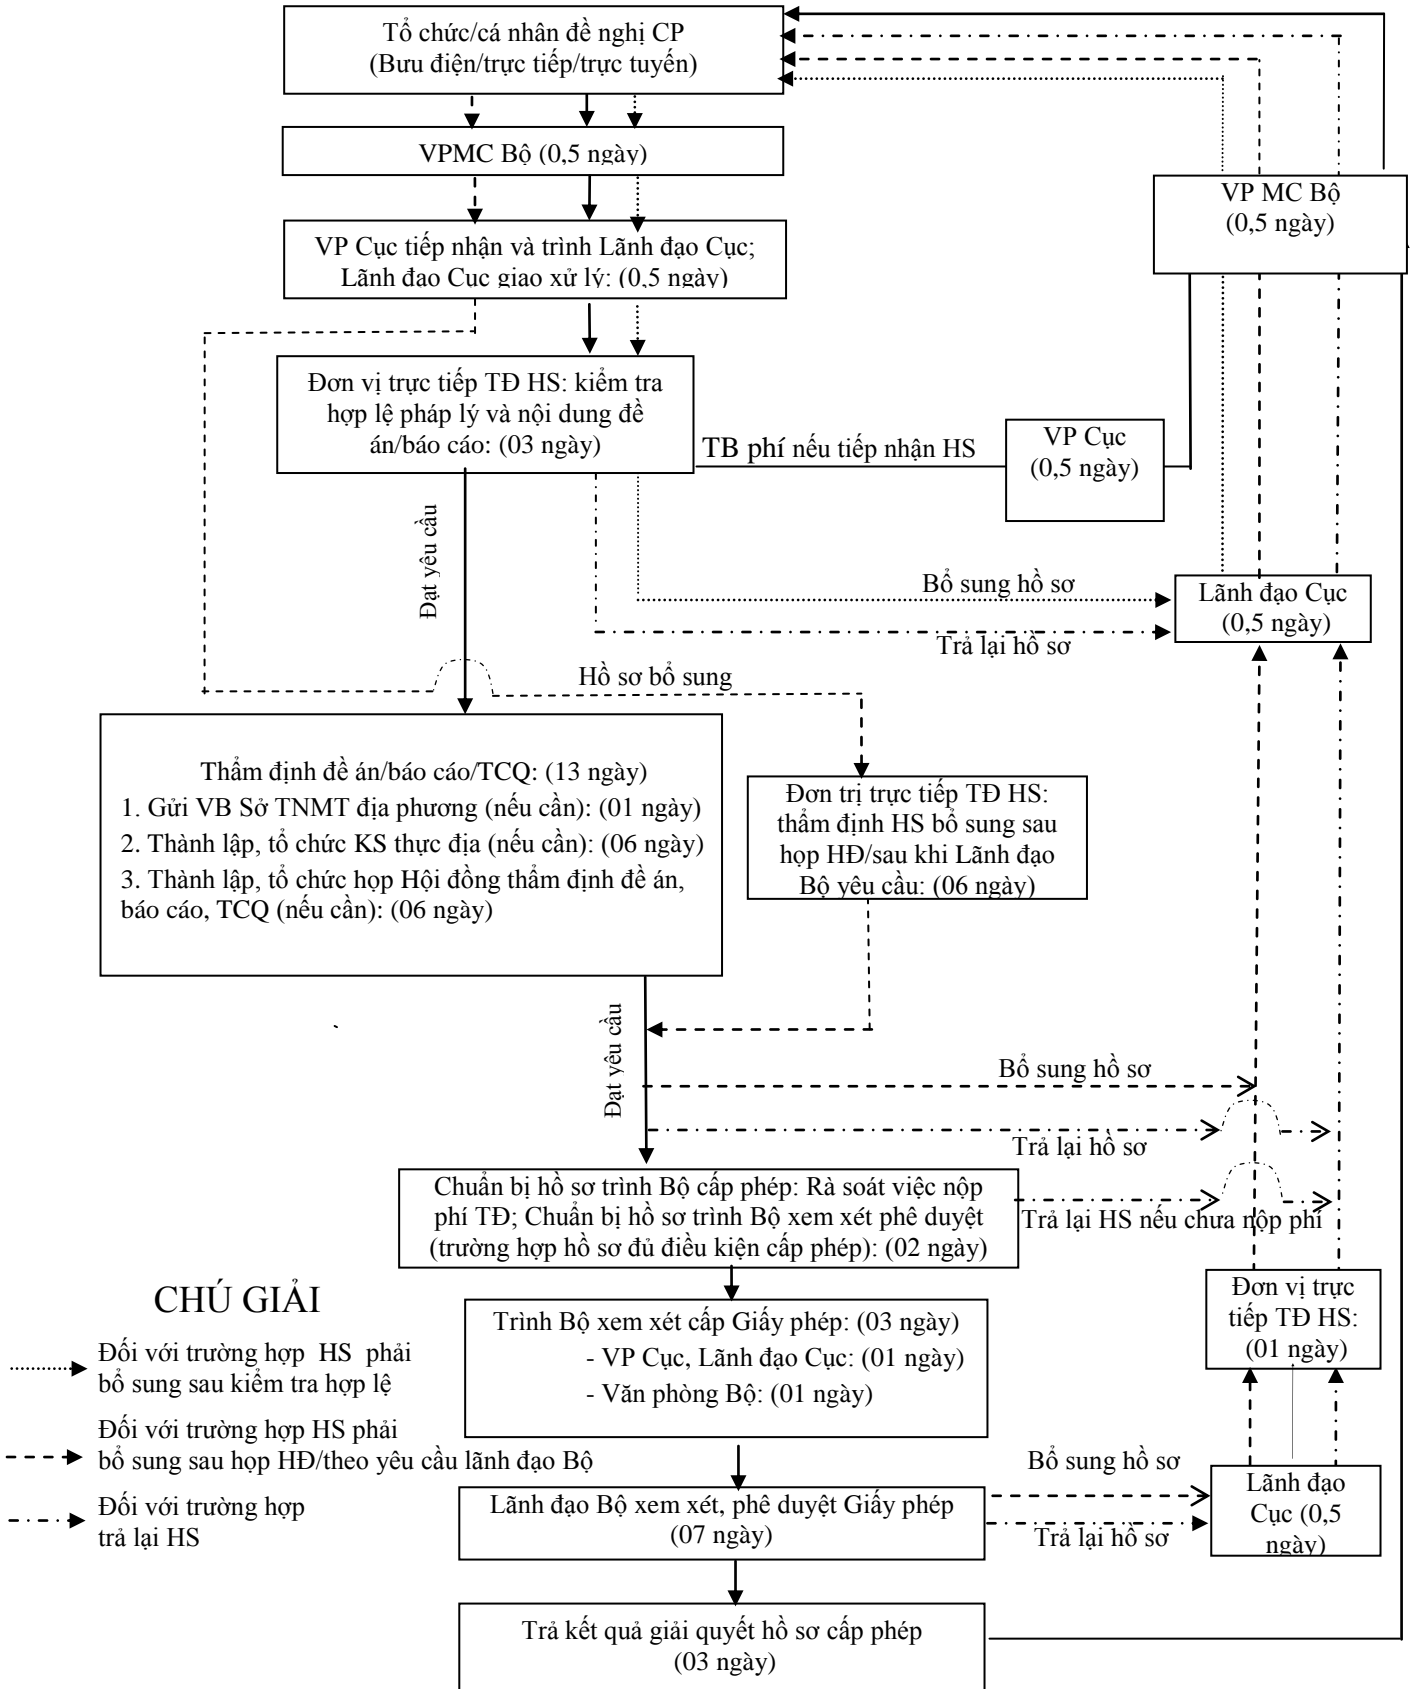 Tổ chức/cá nhân đề nghị CP
(Bưu điện/trực tiếp/trực tuyến)
VPMC Bộ (0,5 ngày)
VP MC Bộ
(0,5 ngày)
VP Cục tiếp nhận và trình Lãnh đạo Cục;
Lãnh đao Cuc giao xử lý: (0,5 ngày)
Đơn vị trực tiếp TĐ HS: kiểm tra
hợp lệ pháp lý và nội dung đề
án/báo cáo: (03 ngày)
TB phí nếu tiếp nhận HS
VP Cục
(0,5 ngày)
Đạt yêu cầu
Bổ sung hồ sơ
Trả lại hồ sơ
Lãnh đạo Cục
(0,5 ngày)
Hồ sơ bổ sung
Thẩm định đề án/báo cáo/TCQ: (13 ngày)
1. Gửi VB Sở TNMT địa phương (nếu cần): (01 ngày)
2. Thành lập, tổ chức KS thực địa (nếu cần): (06 ngày)
3. Thành lập, tổ chức họp Hội đồng thẩm định đề án,
báo cáo, TCQ (nếu cần): (06 ngày)
Đơn trị trực tiếp TĐ HS:
thẩm định HS bổ sung sau
họp HĐ/sau khi Lãnh đạo
Bộ yêu cầu: (06 ngày)
Đạt yêu cầu
Bổ sung hồ sơ
Trả lại hồ sơ
Chuẩn bị hồ sơ trình Bộ cấp phép: Rà soát việc nộp
phí TĐ; Chuẩn bị hồ sơ trình Bộ xem xét phê duyệt
(trường hợp hồ sơ đủ điều kiện cấp phép): (02 ngày)
Trả lại HS nếu chưa nộp phí
Đơn vị trực
tiếp TĐ HS:
(01 ngày)
Trình Bộ xem xét cấp Giấy phép: (03 ngày)
- VP Cục, Lãnh đạo Cục: (01 ngày)
- Văn phòng Bộ: (01 ngày)
CHÚ GIẢI
Đối với trường hợp HS phải
bổ sung sau kiểm tra hợp lệ
Đối với trường hợp HS phải
bổ sung sau họp HĐ/theo yêu cầu lãnh đạo Bộ
Đối với trường hợp
trả lại HS
Lãnh đạo Bộ xem xét, phê duyệt Giấy phép
(07 ngày)
Bổ sung hồ sơ
Trả lại hồ sơ
Lãnh đạo
Cục (0,5
ngày)
Trả kết quả giải quyết hồ sơ cấp phép
(03 ngày)